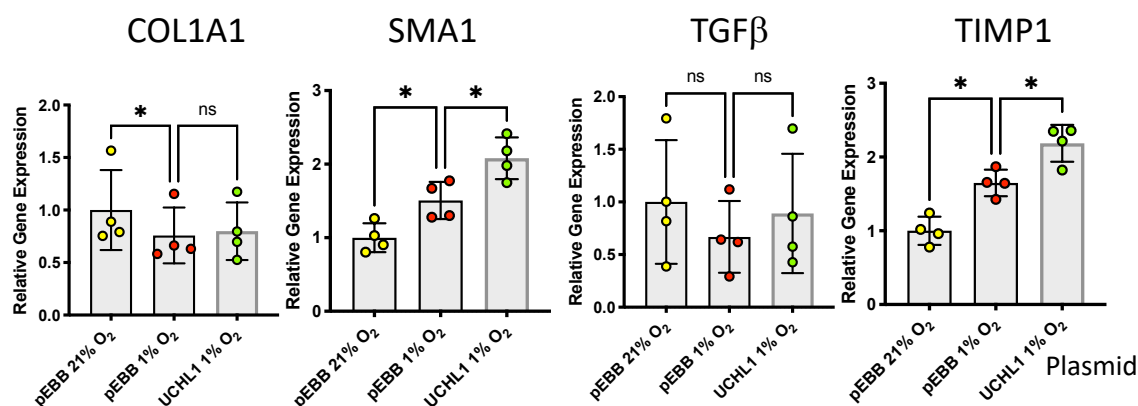 COL1A1
Relative Gene Expression
2.0
1.5
1.0
0.5
0.0
*
ns
pEBB 21% O₂
pEBB 1% O₂
UCHL1 1% O₂
SMA1
Relative Gene Expression
3
2
1
0
*
*
pEBB 21% O₂
pEBB 1% O₂
UCHL1 1% O₂
TGFβ
Relative Gene Expression
2.0
1.5
1.0
0.5
0.0
ns
ns
pEBB 21% O₂
pEBB 1% O₂
UCHL1 1% O₂
TIMP1
Relative Gene Expression
3
2
1
0
*
*
pEBB 21% O₂
pEBB 1% O₂
UCHL1 1% O₂
Plasmid